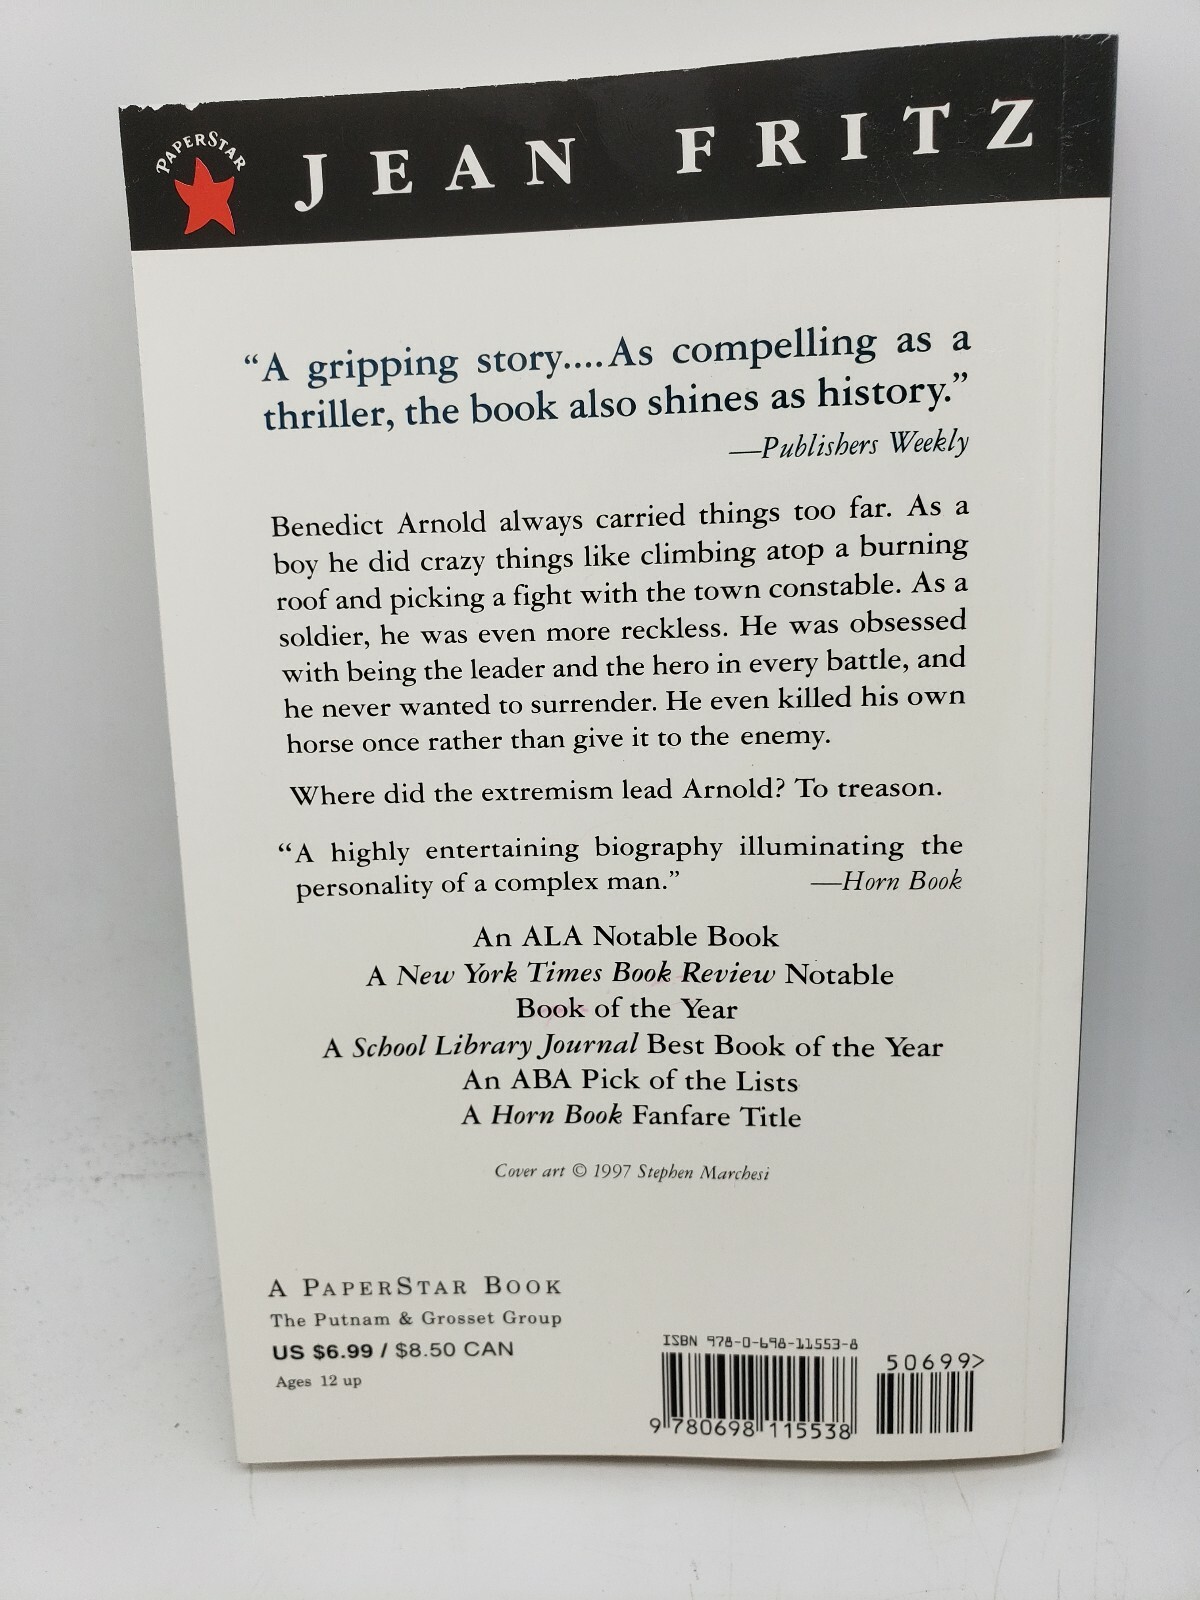 PAPERSTAR
JEAN FRITZ
“A gripping story....As compelling as a
thriller, the book also shines as history.”
—Publishers Weekly
Benedict Arnold always carried things too far. As a
boy he did crazy things like climbing atop a burning
roof and picking a fight with the town constable. As a
soldier, he was even more reckless. He was obsessed
with being the leader and the hero in every battle, and
he never wanted to surrender. He even killed his own
horse once rather than give it to the enemy.
Where did the extremism lead Arnold? To treason.
“A highly entertaining biography illuminating the
personality of a complex man.” —Horn Book
An ALA Notable Book
A New York Times Book Review Notable
Book of the Year
A School Library Journal Best Book of the Year
An ABA Pick of the Lists
A Horn Book Fanfare Title
Cover art © 1997 Stephen Marchesi
A PAPERSTAR BOOK
The Putnam & Grosset Group
US $6.99 / $8.50 CAN
Ages 12 up
ISBN 978-0-698-11553-8
50699>
9 780698 115538